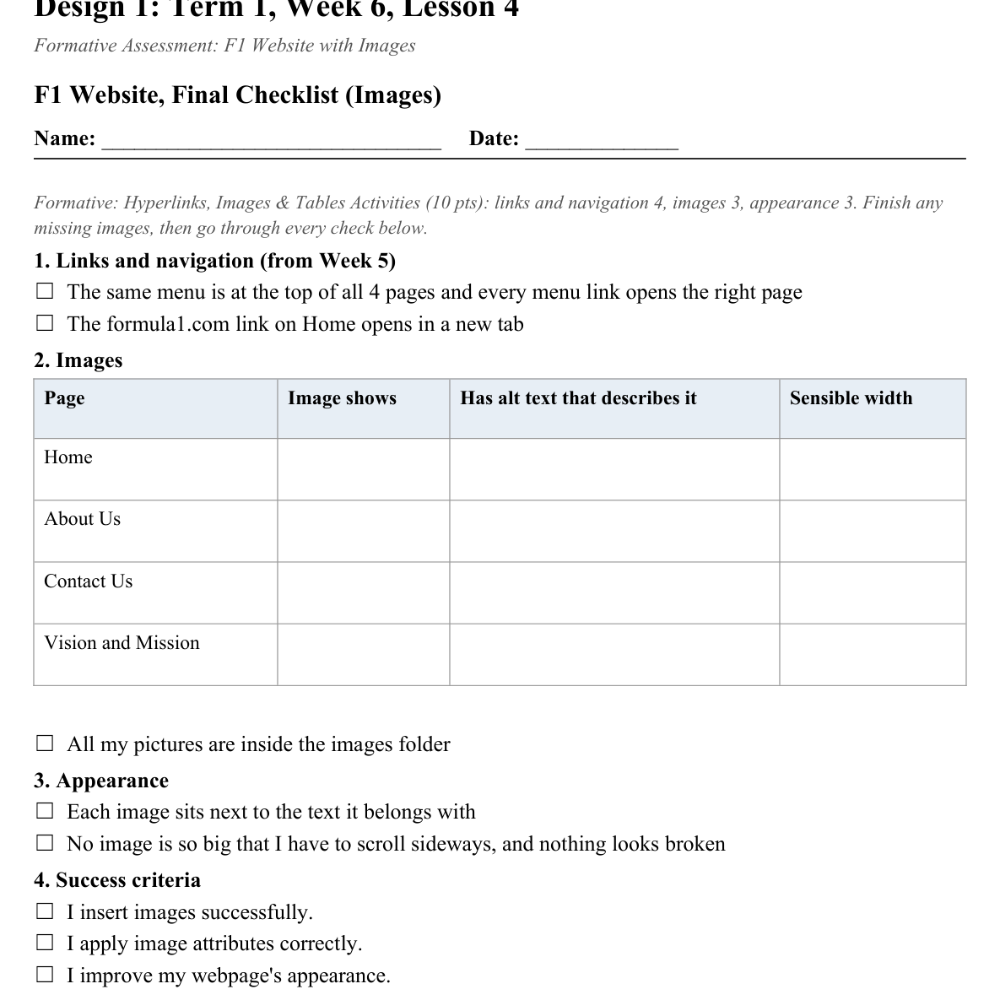 Design 1: Term 1, Week 6, Lesson 4
Formative Assessment: F1 Website with Images
F1 Website, Final Checklist (Images)
Name: _______________________________ Date: ______________
Formative: Hyperlinks, Images & Tables Activities (10 pts): links and navigation 4, images 3, appearance 3. Finish any
missing images, then go through every check below.
1. Links and navigation (from Week 5)
☐ The same menu is at the top of all 4 pages and every menu link opens the right page
☐ The formula1.com link on Home opens in a new tab
2. Images
Page Image shows Has alt text that describes it Sensible width
Home
About Us
Contact Us
Vision and Mission
☐ All my pictures are inside the images folder
3. Appearance
☐ Each image sits next to the text it belongs with
☐ No image is so big that I have to scroll sideways, and nothing looks broken
4. Success criteria
☐ I insert images successfully.
☐ I apply image attributes correctly.
☐ I improve my webpage's appearance.